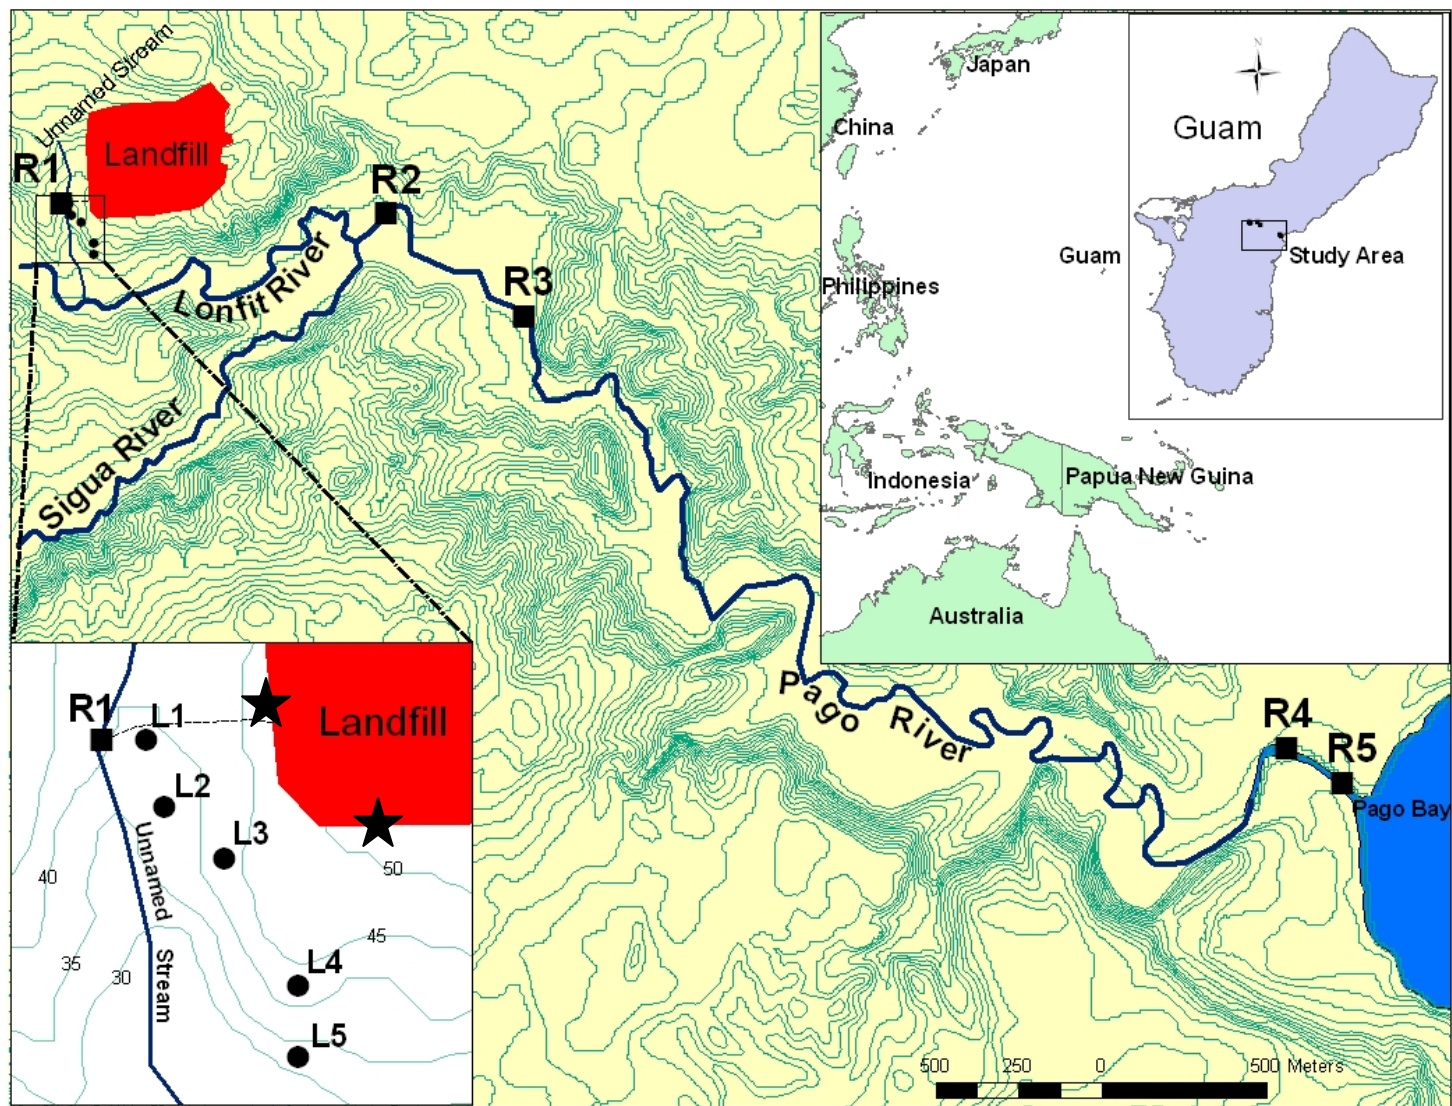 Unnamed Stream
Landfill
R1
R2
R3
Lonfit River
Sigua River
Pago River
R4
R5
Pago Bay
Japan
China
Philippines
Guam
Indonesia
Papua New Guina
Australia
N
Guam
Study Area
R1
L1
L2
L3
L4
L5
Landfill
Unnamed Stream
40
35
30
45
50
500 250 0 500 Meters